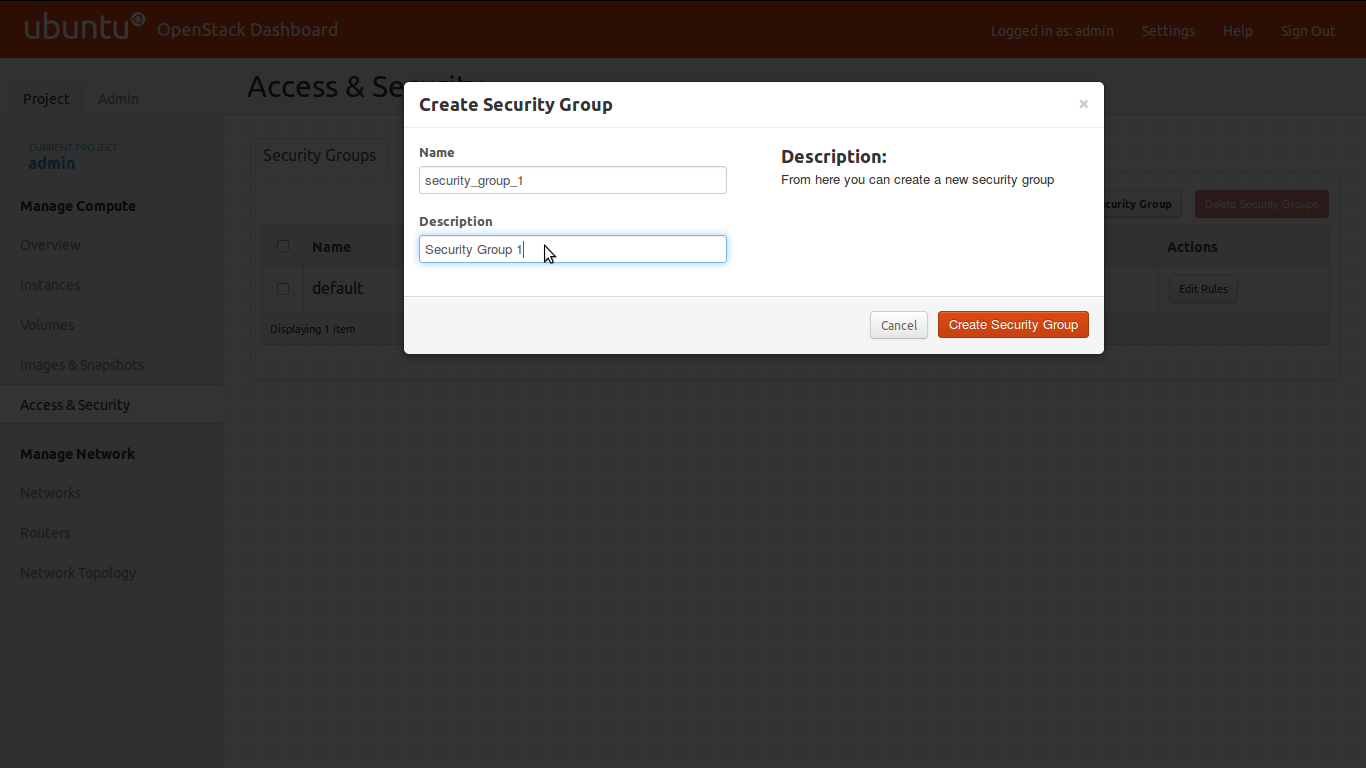 ubuntu® OpenStack Dashboard
Logged in as: admin Settings Help Sign Out
Project Admin
Access & Se
CURRENT PROJECT
admin
Manage Compute
Overview
Instances
Volumes
Images & Snapshots
Access & Security
Manage Network
Networks
Routers
Network Topology
Security Groups
curity Group Delete Security Groups
Name Actions
default Edit Rules
Displaying 1 item
Create Security Group ×
Name
security_group_1
Description
Security Group 1
Description:
From here you can create a new security group
Cancel Create Security Group